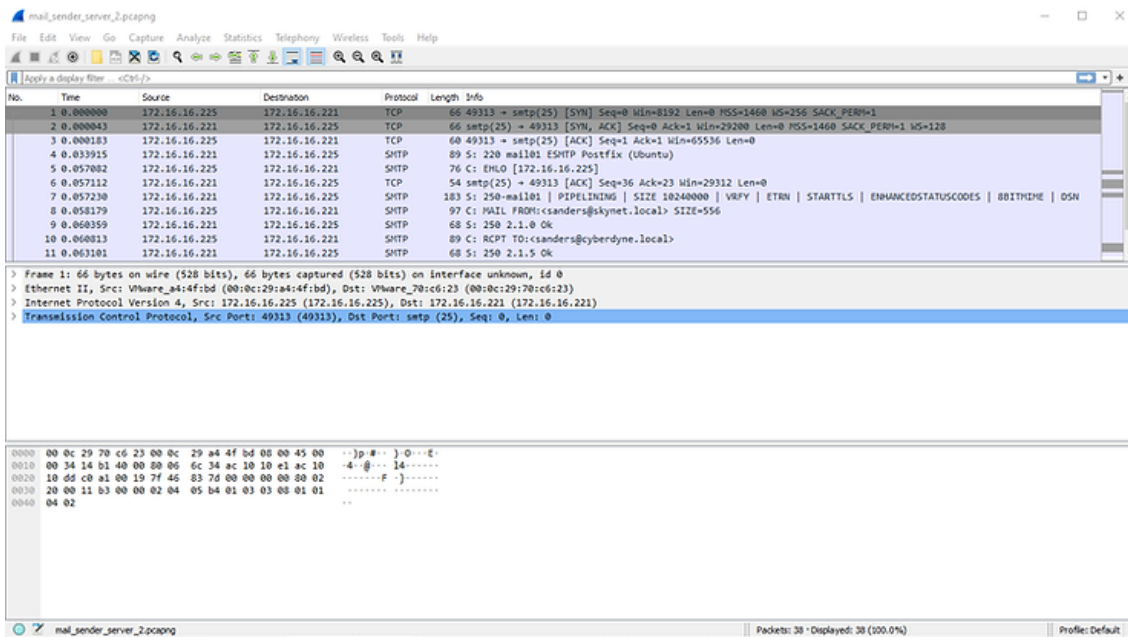 mail_sender_server_2.pcapng
File Edit View Go Capture Analyze Statistics Telephony Wireless Tools Help
Apply a display filter ... <Ctrl-/>
No. Time Source Destination Protocol Length Info
1 0.000000 172.16.16.225 172.16.16.221 TCP 66 49313 → smtp(25) [SYN] Seq=0 Win=8192 Len=0 MSS=1460 WS=256 SACK_PERM=1
2 0.000043 172.16.16.221 172.16.16.225 TCP 66 smtp(25) → 49313 [SYN, ACK] Seq=0 Ack=1 Win=29200 Len=0 MSS=1460 SACK_PERM=1 WS=128
3 0.000183 172.16.16.225 172.16.16.221 TCP 60 49313 → smtp(25) [ACK] Seq=1 Ack=1 Win=65536 Len=0
4 0.033915 172.16.16.221 172.16.16.225 SMTP 89 S: 220 mail01 ESMTP Postfix (Ubuntu)
5 0.057082 172.16.16.225 172.16.16.221 SMTP 76 C: EHLO [172.16.16.225]
6 0.057112 172.16.16.221 172.16.16.225 TCP 54 smtp(25) → 49313 [ACK] Seq=36 Ack=23 Win=29312 Len=0
7 0.057230 172.16.16.221 172.16.16.225 SMTP 183 S: 250-mail01 | PIPELINING | SIZE 10240000 | VRFY | ETRN | STARTTLS | ENHANCEDSTATUSCODES | 8BITMIME | DSN
8 0.058179 172.16.16.225 172.16.16.221 SMTP 97 C: MAIL FROM:<sanders@skynet.local> SIZE=556
9 0.060359 172.16.16.221 172.16.16.225 SMTP 68 S: 250 2.1.0 Ok
10 0.060813 172.16.16.225 172.16.16.221 SMTP 89 C: RCPT TO:<sanders@cyberdyne.local>
11 0.063101 172.16.16.221 172.16.16.225 SMTP 68 S: 250 2.1.5 Ok
> Frame 1: 66 bytes on wire (528 bits), 66 bytes captured (528 bits) on interface unknown, id 0
> Ethernet II, Src: VMware_a4:4f:bd (00:0c:29:a4:4f:bd), Dst: VMware_70:c6:23 (00:0c:29:70:c6:23)
> Internet Protocol Version 4, Src: 172.16.16.225 (172.16.16.225), Dst: 172.16.16.221 (172.16.16.221)
> Transmission Control Protocol, Src Port: 49313 (49313), Dst Port: smtp (25), Seq: 0, Len: 0
0000 00 0c 29 70 c6 23 00 0c 29 a4 4f bd 08 00 45 00 ··)p·#·· )·O···E·
0010 00 34 14 b1 40 00 80 06 6c 34 ac 10 10 e1 ac 10 ·4··@··· l4······
0020 10 dd c0 a1 00 19 7f 46 83 7d 00 00 00 00 80 02 ·······F ·}······
0030 20 00 11 b3 00 00 02 04 05 b4 01 03 03 08 01 01 ········ ········
0040 04 02 ··
mail_sender_server_2.pcapng Packets: 38 · Displayed: 38 (100.0%) Profile: Default